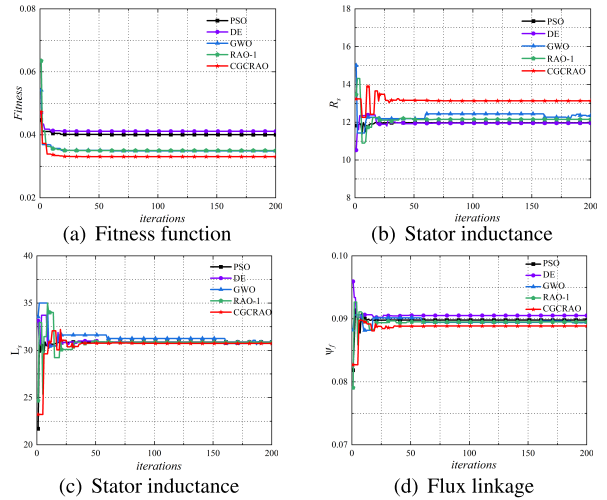 0.08
0.06
0.04
0.02
Fitness
PSO
DE
GWO
RAO-1
CGCRAO
0 50 100 150 200
iterations
(a) Fitness function
18
16
14
12
10
8
PSO
DE
GWO
RAO-1
CGCRAO
0 50 100 150 200
iterations
(b) Stator inductance
40
35
30
25
20
PSO
DE
GWO
RAO-1
CGCRAO
0 50 100 150 200
iterations
(c) Stator inductance
0.10
0.09
0.08
0.07
ψf
PSO
DE
GWO
RAO-1
CGCRAO
0 50 100 150 200
iterations
(d) Flux linkage